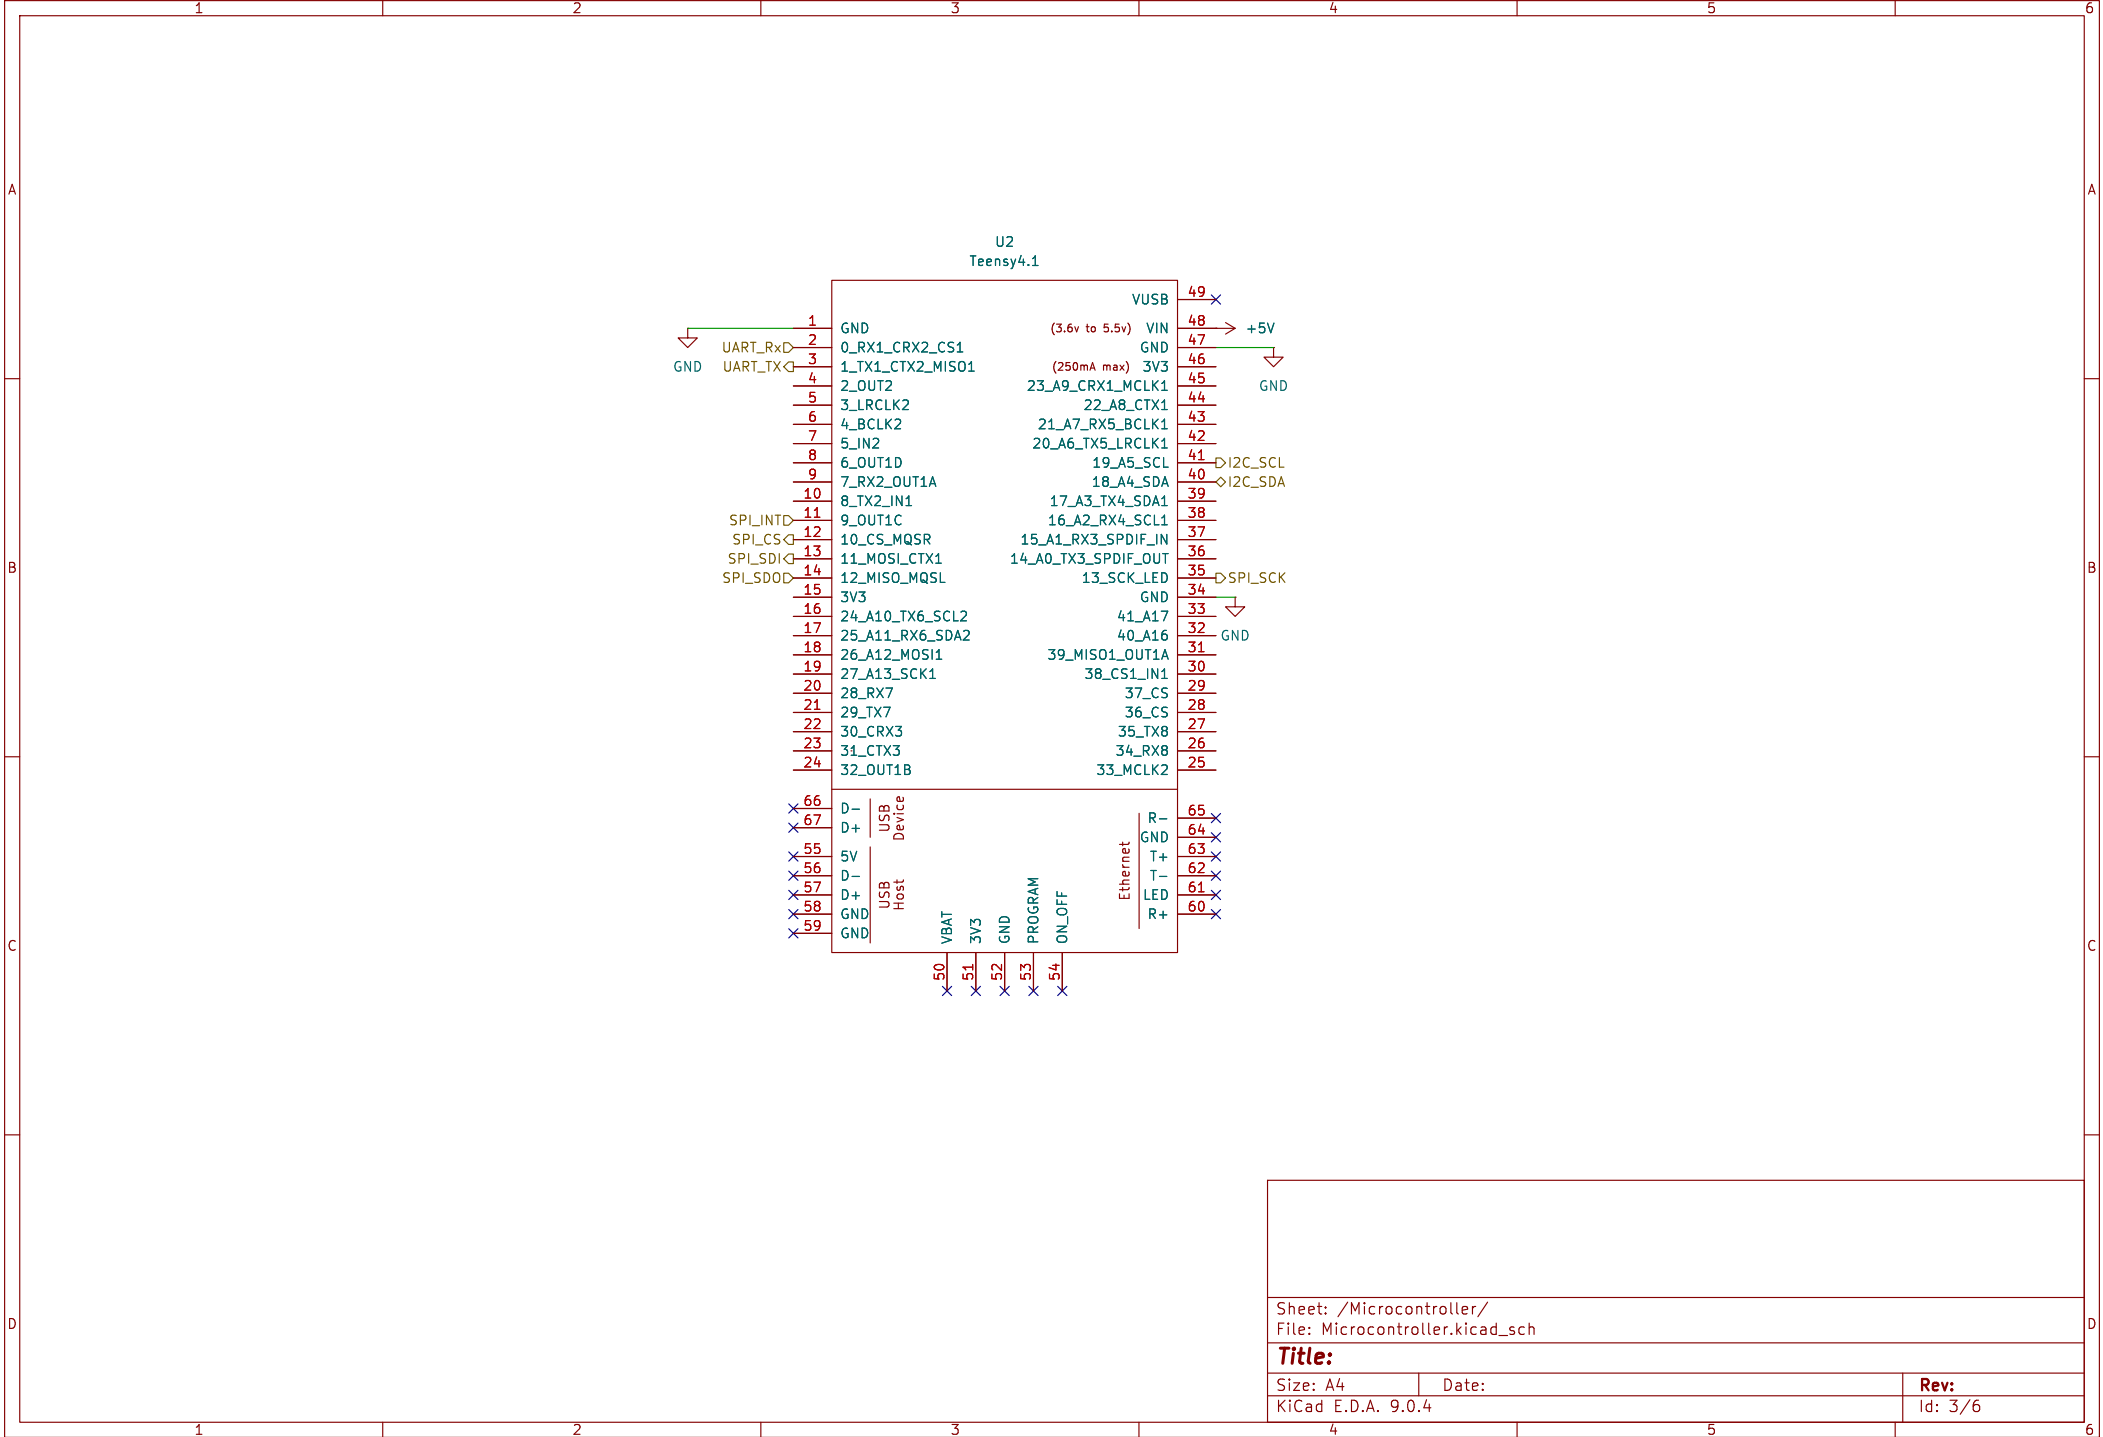 1 2 3 4 5 6
A A
B B
C C
D D
U2
Teensy4.1
VUSB 49
1 GND
GND
(3.6v to 5.5v) VIN 48 +5V
UART_Rx 2 0_RX1_CRX2_CS1
GND 47
GND
UART_TX 3 1_TX1_CTX2_MISO1
(250mA max) 3V3 46
4 2_OUT2
23_A9_CRX1_MCLK1 45
5 3_LRCLK2
22_A8_CTX1 44
6 4_BCLK2
21_A7_RX5_BCLK1 43
7 5_IN2
20_A6_TX5_LRCLK1 42
8 6_OUT1D
19_A5_SCL 41 I2C_SCL
9 7_RX2_OUT1A
18_A4_SDA 40 I2C_SDA
10 8_TX2_IN1
17_A3_TX4_SDA1 39
SPI_INT 11 9_OUT1C
16_A2_RX4_SCL1 38
SPI_CS 12 10_CS_MQSR
15_A1_RX3_SPDIF_IN 37
SPI_SDI 13 11_MOSI_CTX1
14_A0_TX3_SPDIF_OUT 36
SPI_SDO 14 12_MISO_MQSL
13_SCK_LED 35 SPI_SCK
15 3V3
GND 34
GND
16 24_A10_TX6_SCL2
41_A17 33
17 25_A11_RX6_SDA2
40_A16 32
18 26_A12_MOSI1
39_MISO1_OUT1A 31
19 27_A13_SCK1
38_CS1_IN1 30
20 28_RX7
37_CS 29
21 29_TX7
36_CS 28
22 30_CRX3
35_TX8 27
23 31_CTX3
34_RX8 26
24 32_OUT1B
33_MCLK2 25
66 D-
67 D+
USB
Device
55 5V
56 D-
57 D+
58 GND
59 GND
USB
Host
R- 65
GND 64
T+ 63
T- 62
LED 61
R+ 60
Ethernet
VBAT 50
3V3 51
GND 52
PROGRAM 53
ON_OFF 54
Sheet: /Microcontroller/
File: Microcontroller.kicad_sch
Title:
Size: A4 Date: Rev:
KiCad E.D.A. 9.0.4 Id: 3/6
1 2 3 4 5 6